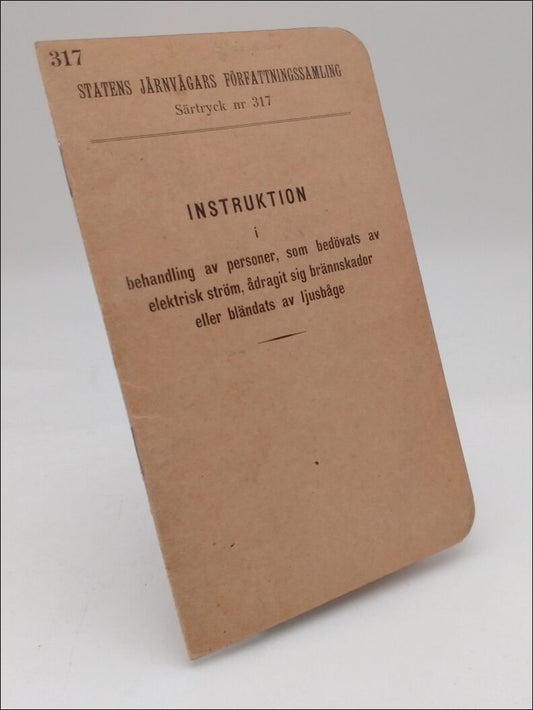 317
STATENS JÄRNVÄGARS FÖRFATTNINGSSAMLING
Särtryck nr 317
INSTRUKTION
i
behandling av personer, som bedövats av
elektrisk ström, ådragit sig brännskador
eller bländats av ljusbåge